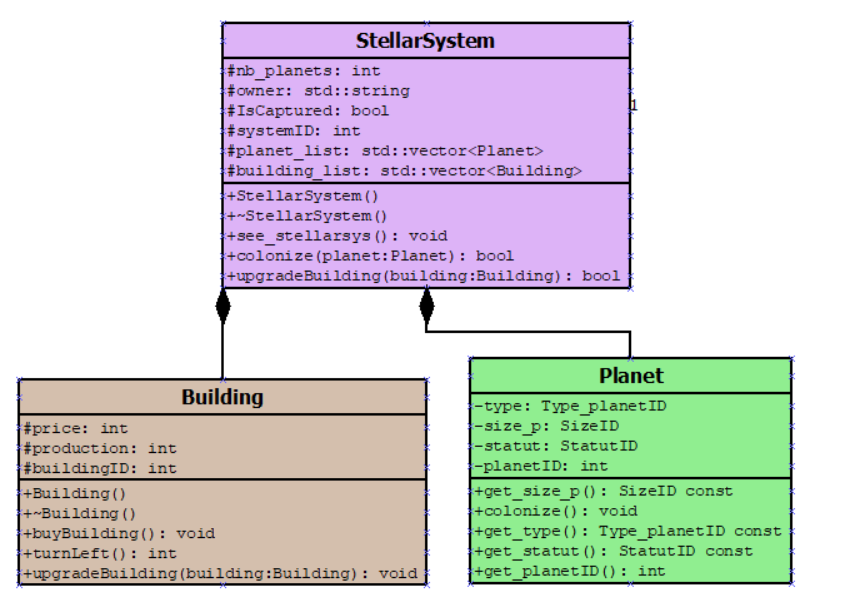 StellarSystem
#nb_planets: int
#owner: std::string
#IsCaptured: bool
1
#systemID: int
#planet_list: std::vector<Planet>
#building_list: std::vector<Building>
+StellarSystem()
+~StellarSystem()
+see_stellarsys(): void
+colonize(planet:Planet): bool
+upgradeBuilding(building:Building): bool
Building
#price: int
#production: int
#buildingID: int
+Building()
+~Building()
+buyBuilding(): void
+turnLeft(): int
+upgradeBuilding(building:Building): void
Planet
-type: Type_planetID
-size_p: SizeID
-statut: StatutID
-planetID: int
+get_size_p(): SizeID const
+colonize(): void
+get_type(): Type_planetID const
+get_statut(): StatutID const
+get_planetID(): int